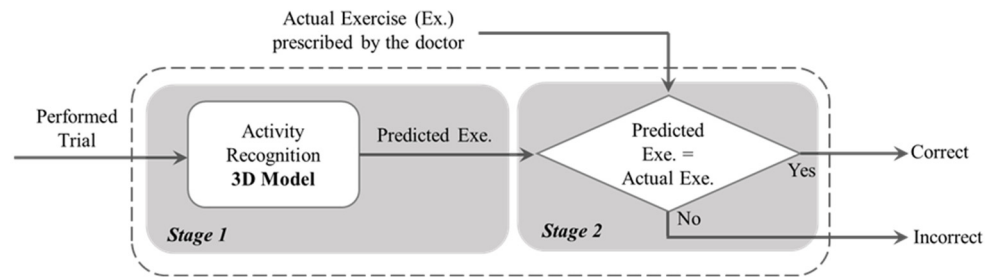 Actual Exercise (Ex.)
prescribed by the doctor
Performed
Trial
Activity
Recognition
3D Model
Stage 1
Predicted Exe.
Predicted
Exe. =
Actual Exe.
Stage 2
Yes
Correct
No
Incorrect